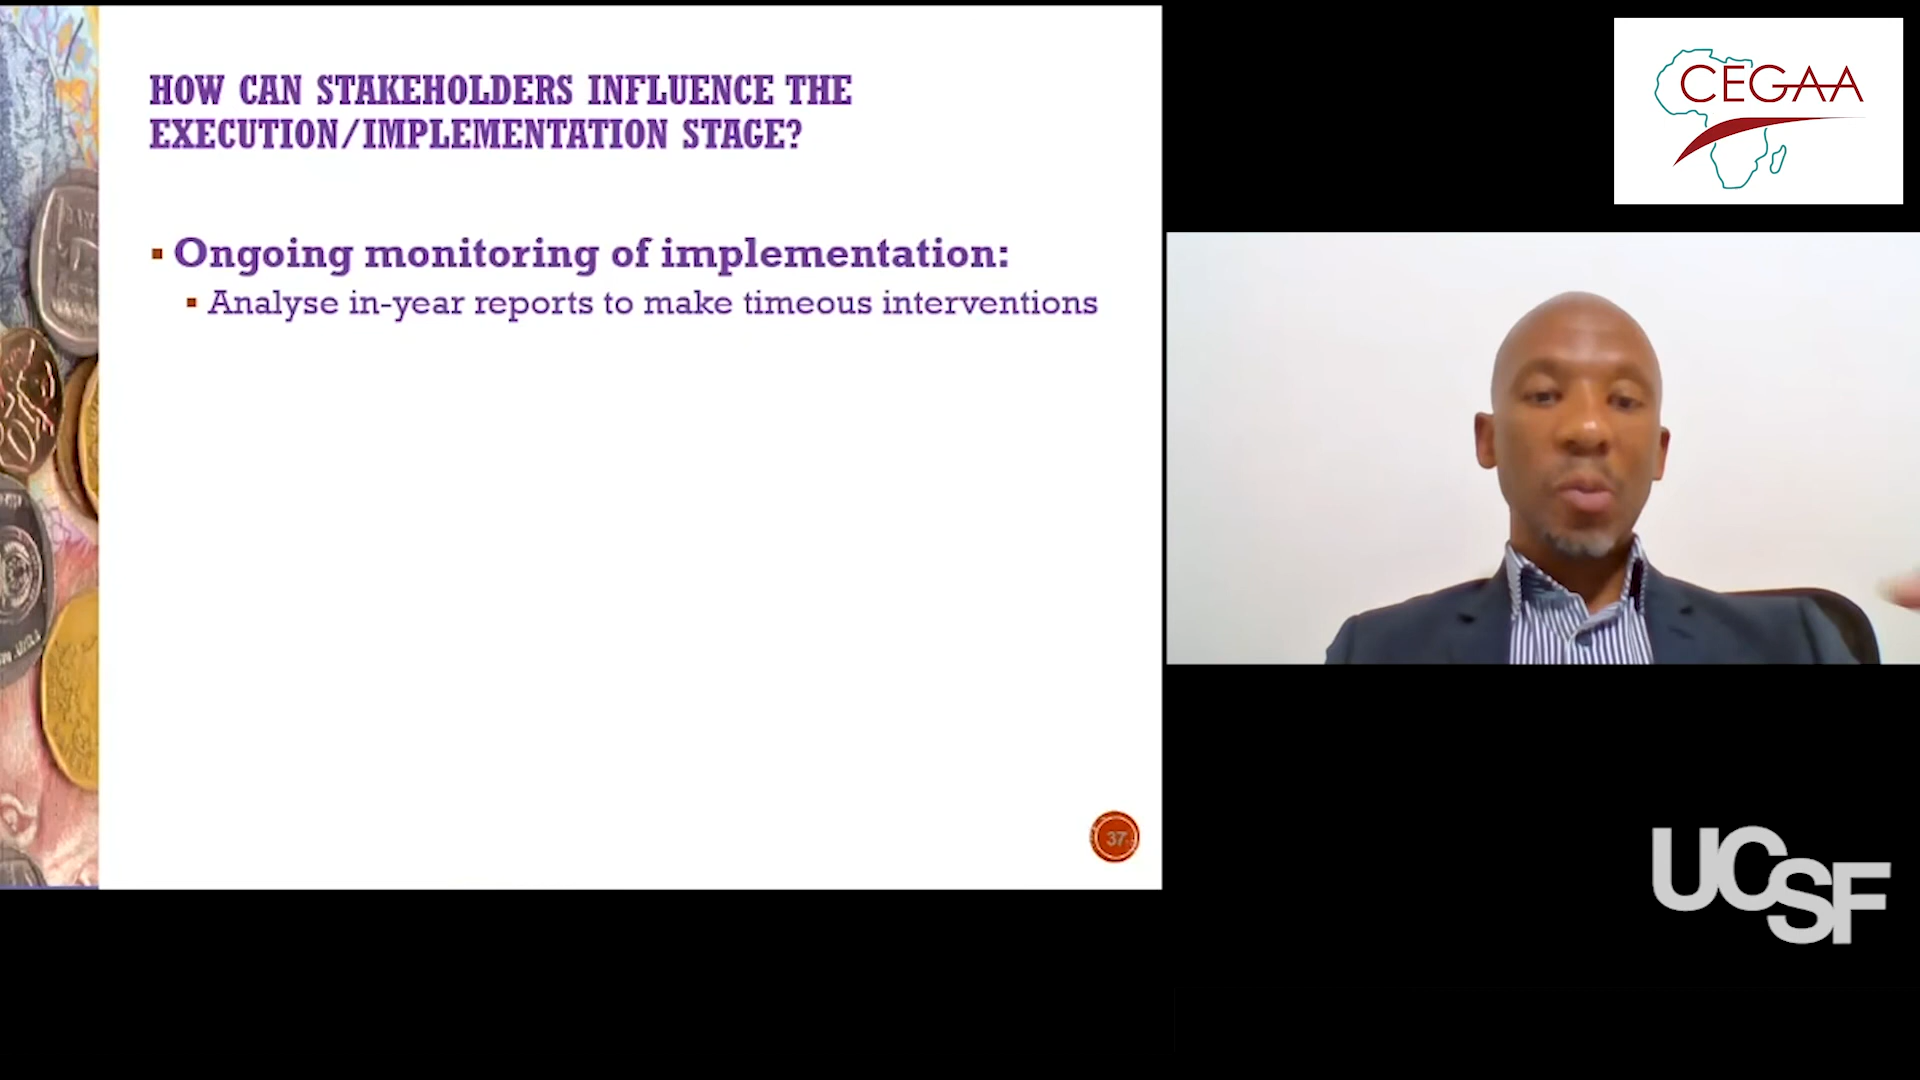 HOW CAN STAKEHOLDERS INFLUENCE THE
EXECUTION/IMPLEMENTATION STAGE?
Ongoing monitoring of implementation:
Analyse in-year reports to make timeous interventions
37
CEGAA
UCSF